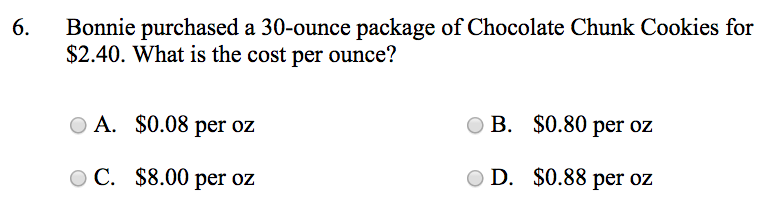 6. Bonnie purchased a 30-ounce package of Chocolate Chunk Cookies for
$2.40. What is the cost per ounce?
A. $0.08 per oz B. $0.80 per oz
C. $8.00 per oz D. $0.88 per oz